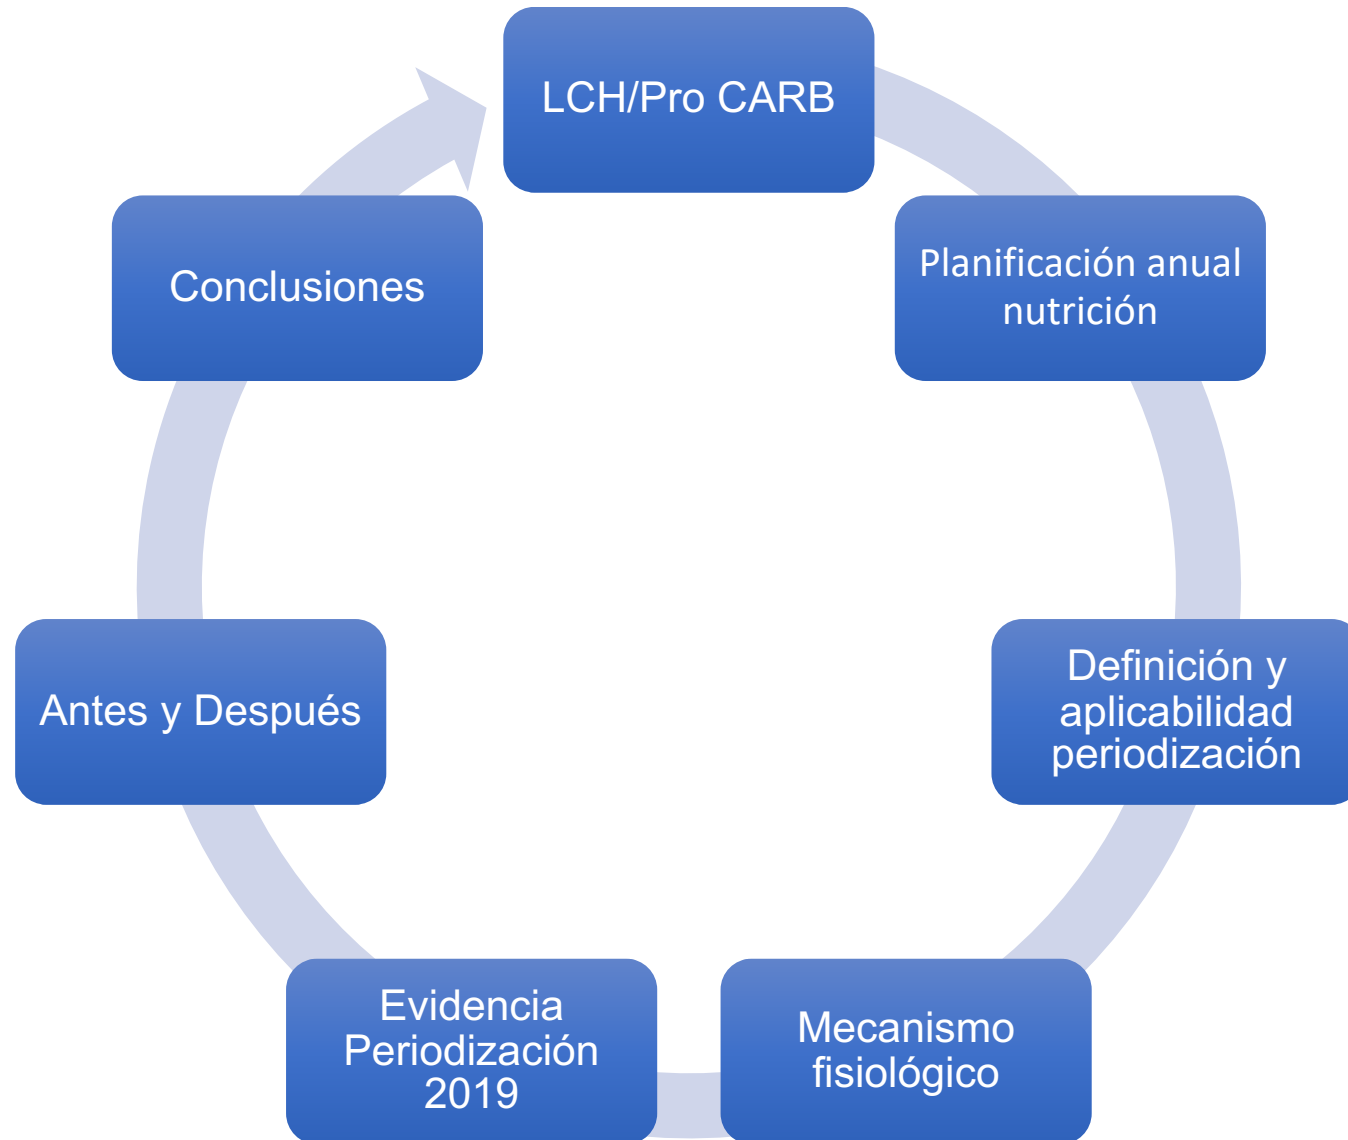 LCH/Pro CARB
Planificación anual
nutrición
Definición y
aplicabilidad
periodización
Mecanismo
fisiológico
Evidencia
Periodización
2019
Antes y Después
Conclusiones